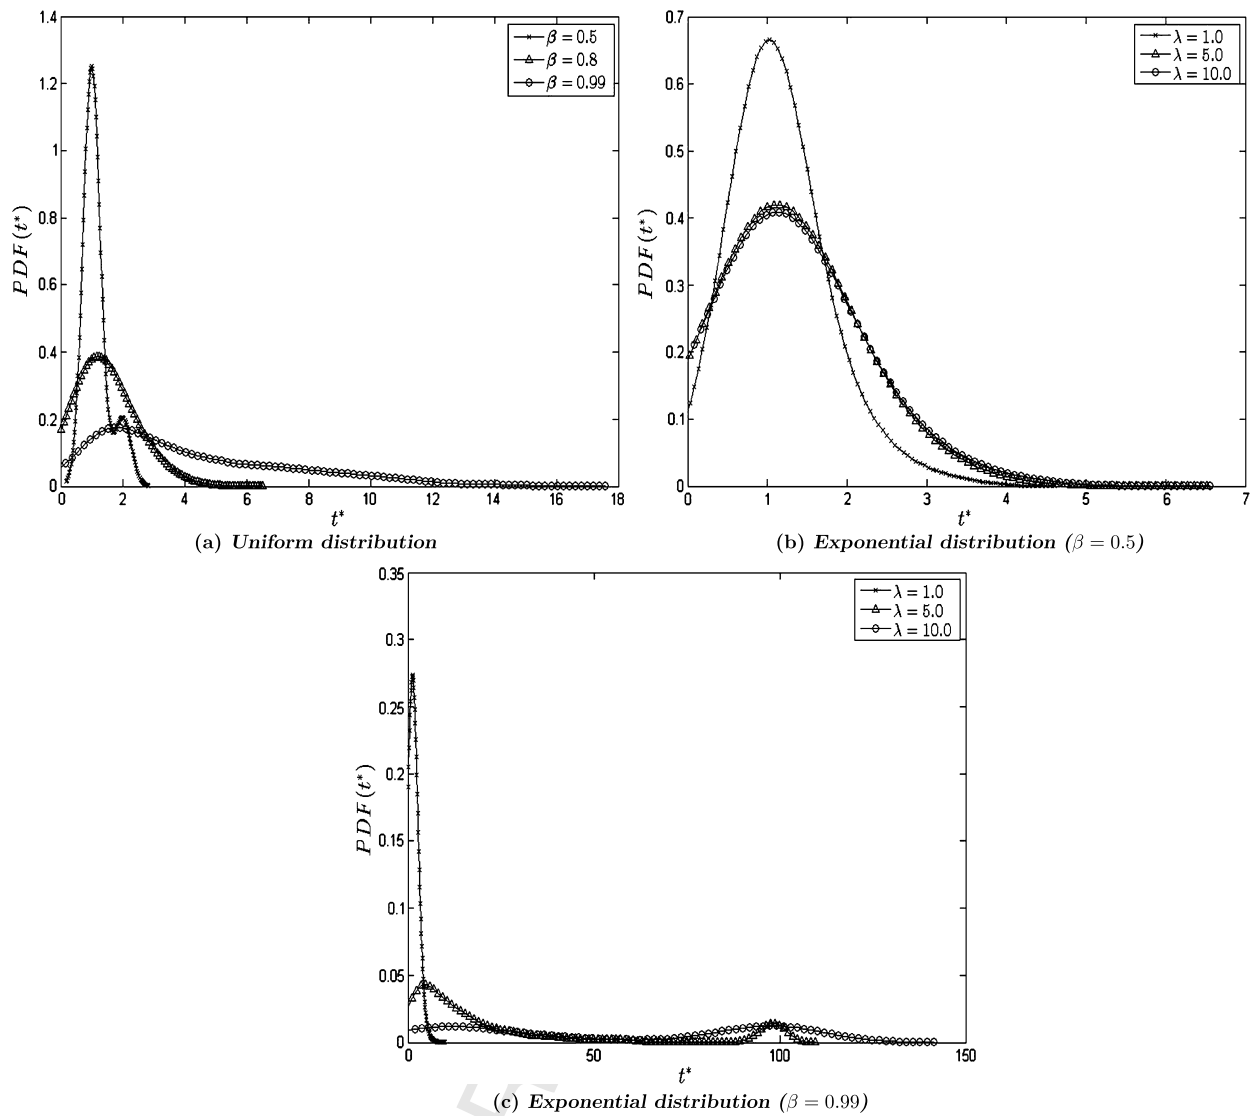 1.4
β = 0.5
β = 0.8
β = 0.99
1.2
1
0.8
0.6
0.4
0.2
0
PDF(t*)
0 2 4 6 8 10 12 14 16 18
t*
(a) Uniform distribution
0.7
λ = 1.0
λ = 5.0
λ = 10.0
0.6
0.5
0.4
0.3
0.2
0.1
0
PDF(t*)
0 1 2 3 4 5 6 7
t*
(b) Exponential distribution (β = 0.5)
0.35
λ = 1.0
λ = 5.0
λ = 10.0
0.3
0.25
0.2
0.15
0.1
0.05
0
PDF(t*)
0 50 100 150
t*
(c) Exponential distribution (β = 0.99)